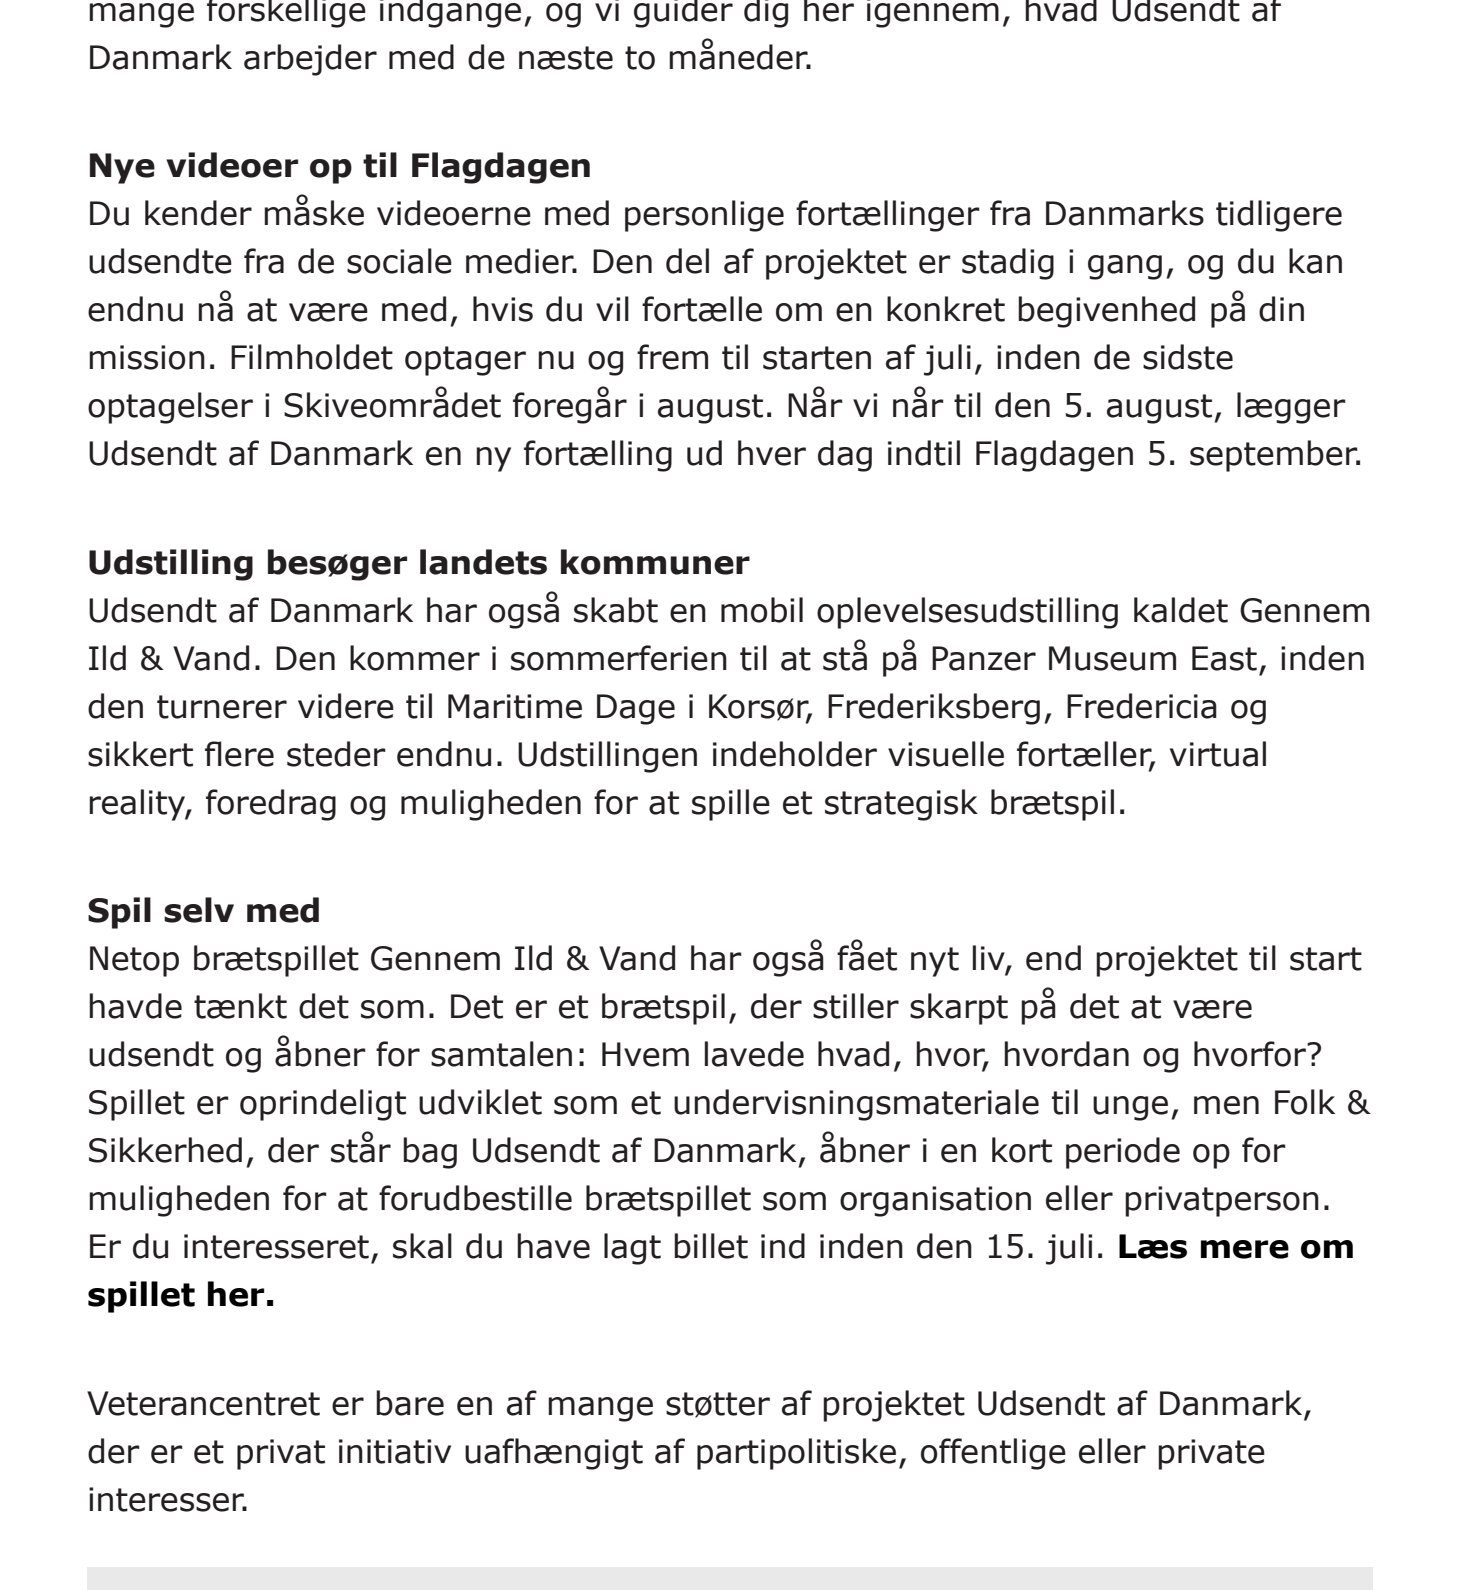 mange forskellige indgange, og vi guider dig her igennem, hvad Udsendt af
Danmark arbejder med de næste to måneder.
Nye videoer op til Flagdagen
Du kender måske videoerne med personlige fortællinger fra Danmarks tidligere
udsendte fra de sociale medier. Den del af projektet er stadig i gang, og du kan
endnu nå at være med, hvis du vil fortælle om en konkret begivenhed på din
mission. Filmholdet optager nu og frem til starten af juli, inden de sidste
optagelser i Skiveområdet foregår i august. Når vi når til den 5. august, lægger
Udsendt af Danmark en ny fortælling ud hver dag indtil Flagdagen 5. september.
Udstilling besøger landets kommuner
Udsendt af Danmark har også skabt en mobil oplevelsesudstilling kaldet Gennem
Ild & Vand. Den kommer i sommerferien til at stå på Panzer Museum East, inden
den turnerer videre til Maritime Dage i Korsør, Frederiksberg, Fredericia og
sikkert flere steder endnu. Udstillingen indeholder visuelle fortæller, virtual
reality, foredrag og muligheden for at spille et strategisk brætspil.
Spil selv med
Netop brætspillet Gennem Ild & Vand har også fået nyt liv, end projektet til start
havde tænkt det som. Det er et brætspil, der stiller skarpt på det at være
udsendt og åbner for samtalen: Hvem lavede hvad, hvor, hvordan og hvorfor?
Spillet er oprindeligt udviklet som et undervisningsmateriale til unge, men Folk &
Sikkerhed, der står bag Udsendt af Danmark, åbner i en kort periode op for
muligheden for at forudbestille brætspillet som organisation eller privatperson.
Er du interesseret, skal du have lagt billet ind inden den 15. juli. Læs mere om
spillet her.
Veterancentret er bare en af mange støtter af projektet Udsendt af Danmark,
der er et privat initiativ uafhængigt af partipolitiske, offentlige eller private
interesser.